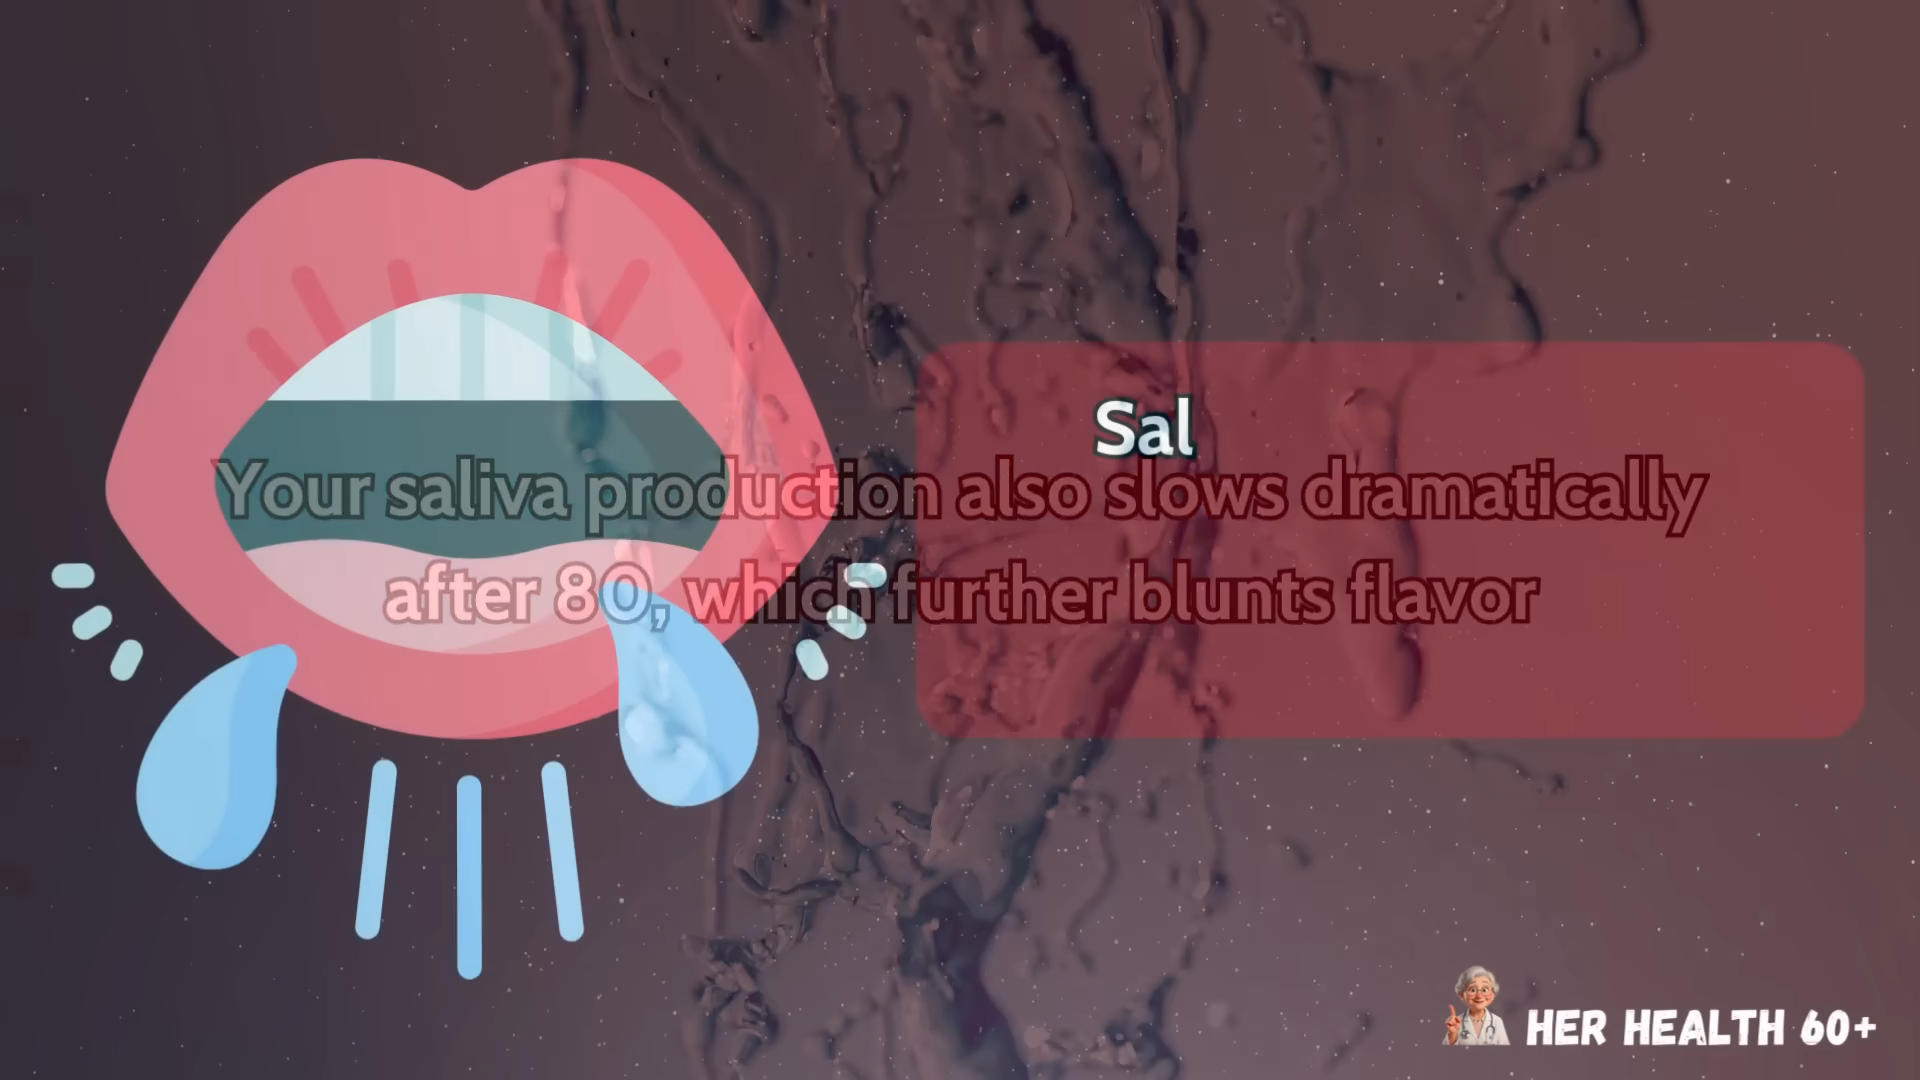 Sal
Your saliva production also slows dramatically
after 80, which further blunts flavor
HER HEALTH 60+